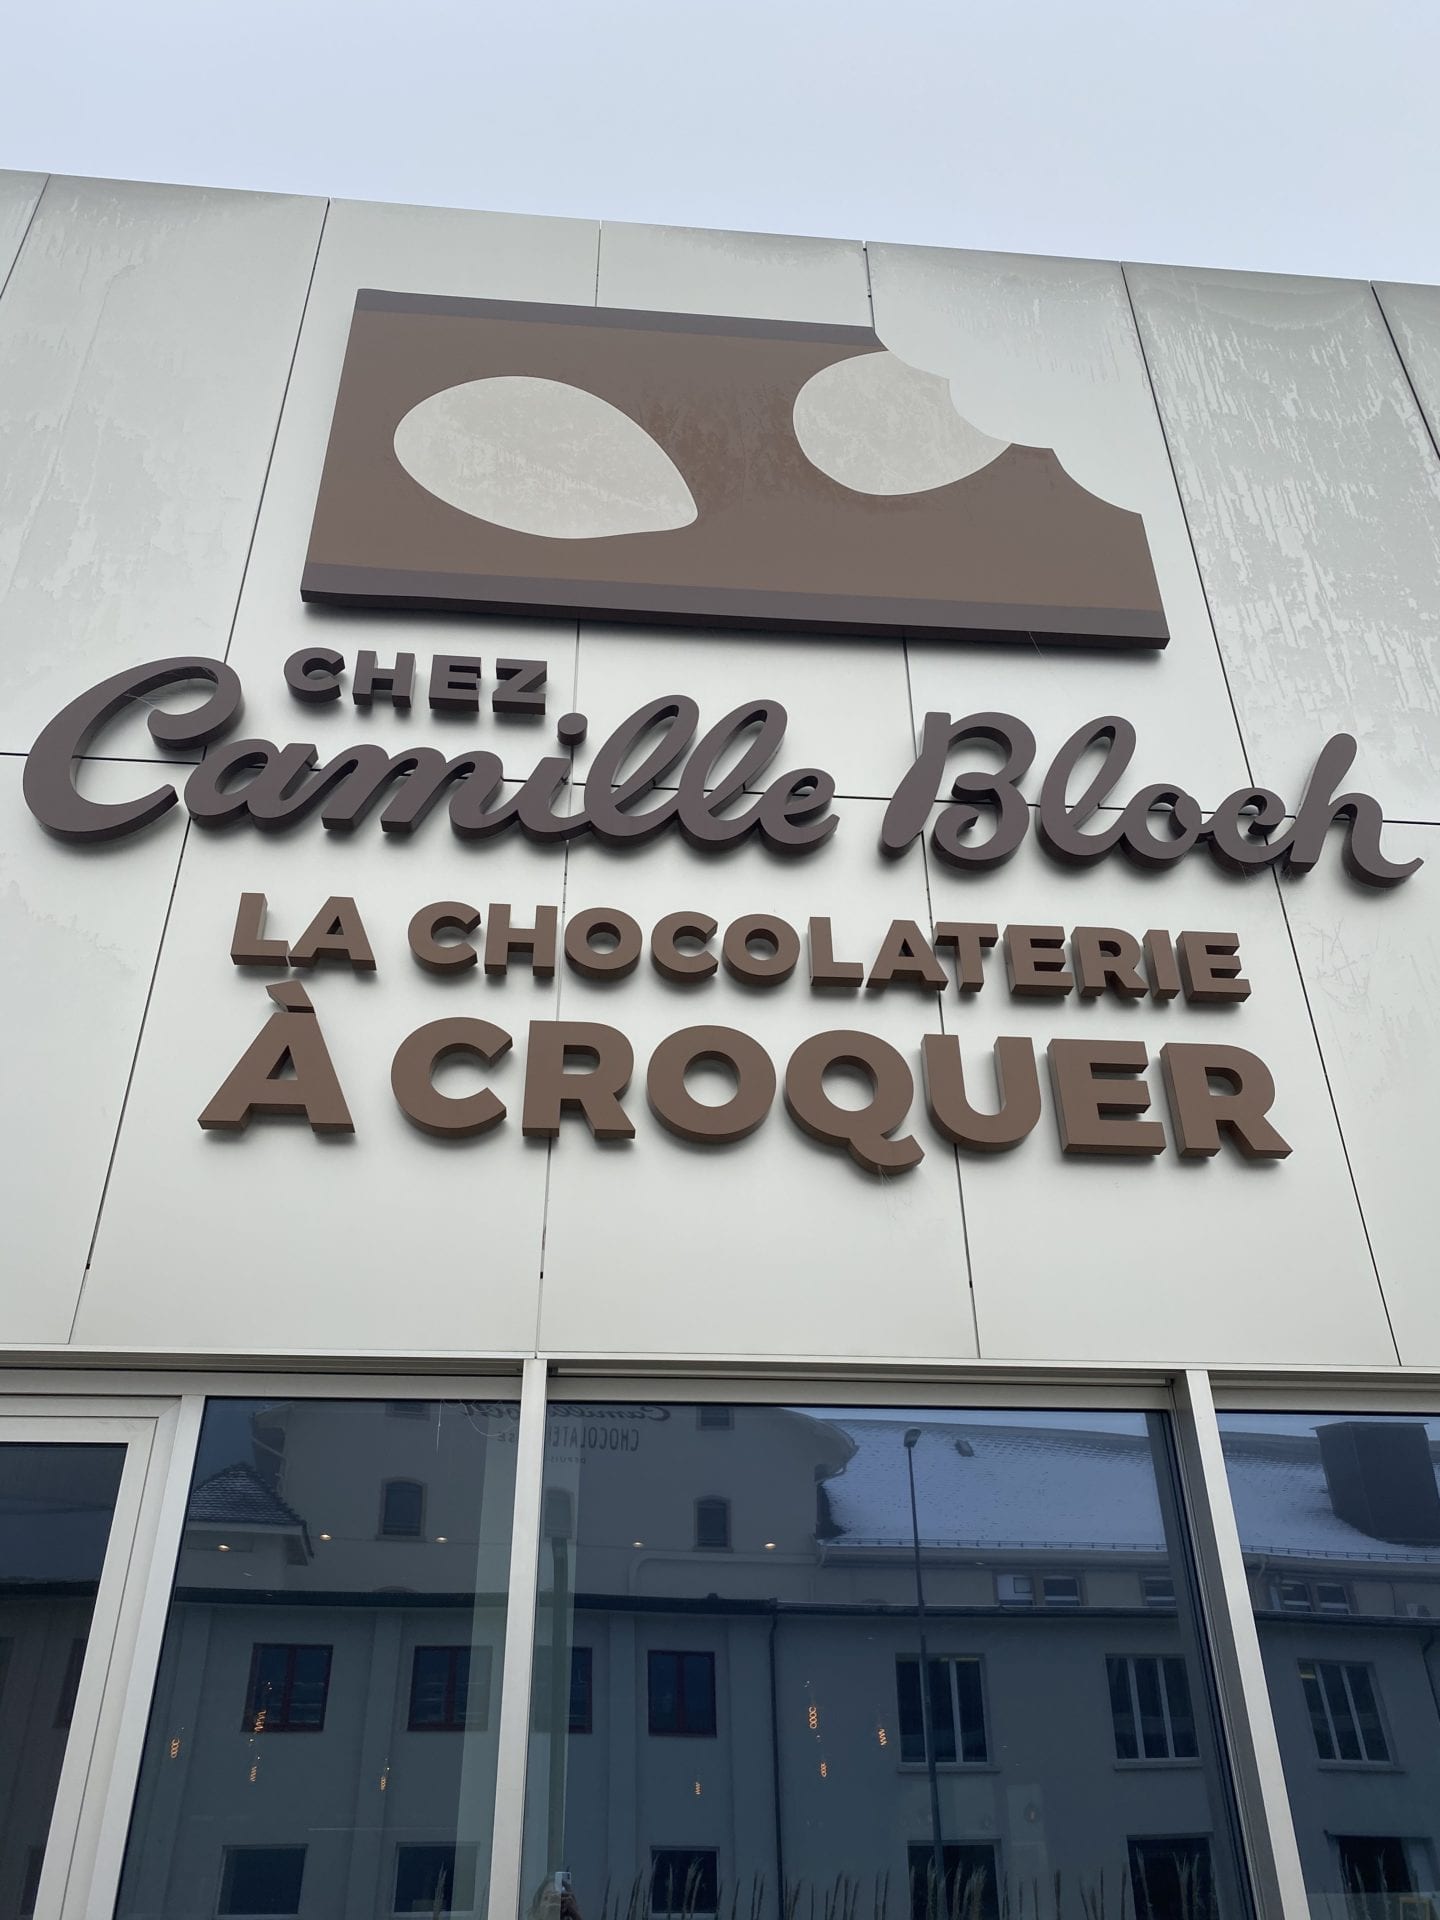 CHEZ
Camille Bloch
LA CHOCOLATERIE
À CROQUER